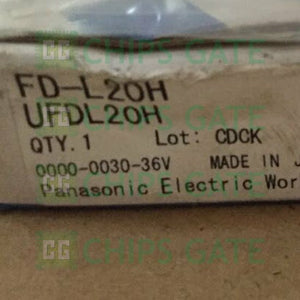 FD-L20H
UFDL20H
QTY. 1 Lot: CDCK
0000-0030-36V MADE IN
Panasonic Electric Wor
CHIPS GATE
CHIPS GATE